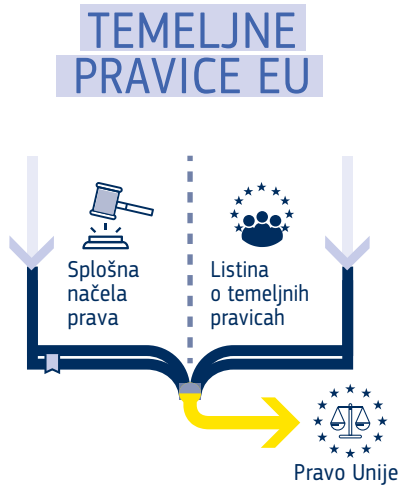 TEMELJNE
PRAVICE EU
Splošna
načela
prava
Listina
o temeljnih
pravicah
Pravo Unije